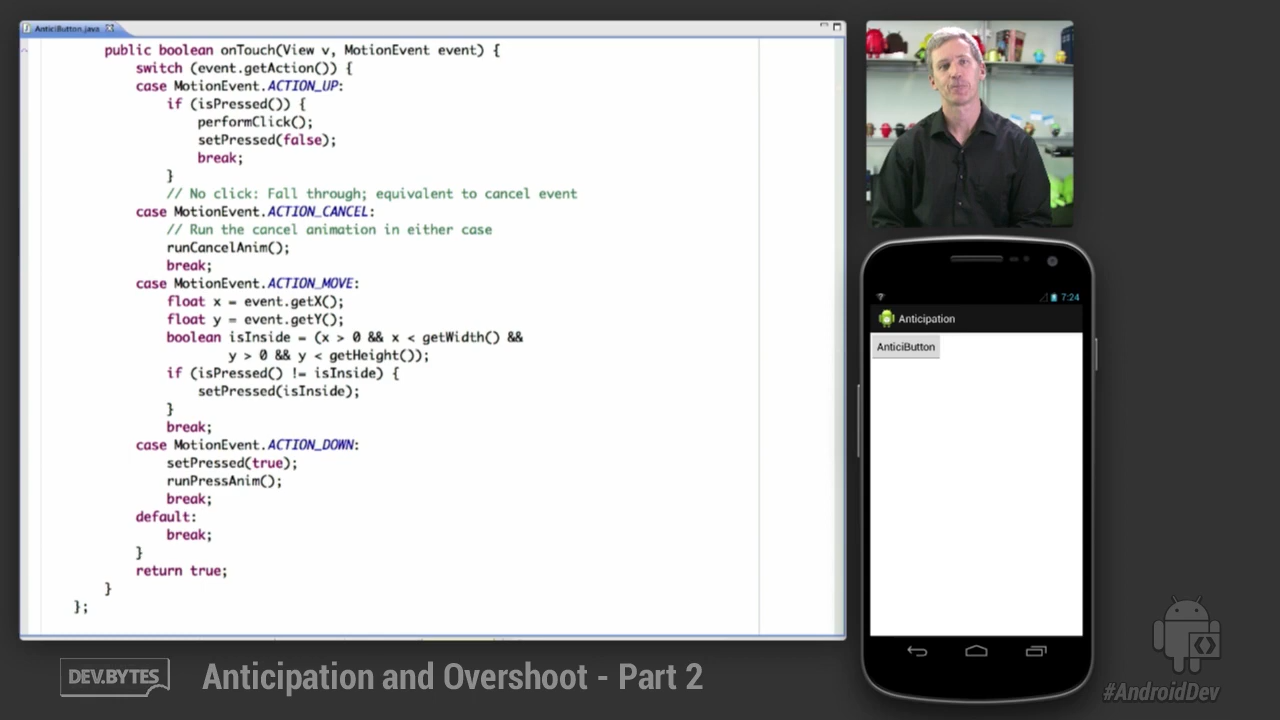 AnticiButton.java
public boolean onTouch(View v, MotionEvent event) {
switch (event.getAction()) {
case MotionEvent.ACTION_UP:
if (isPressed()) {
performClick();
setPressed(false);
break;
}
// No click: Fall through; equivalent to cancel event
case MotionEvent.ACTION_CANCEL:
// Run the cancel animation in either case
runCancelAnim();
break;
case MotionEvent.ACTION_MOVE:
float x = event.getX();
float y = event.getY();
boolean isInside = (x > 0 && x < getWidth() &&
y > 0 && y < getHeight());
if (isPressed() != isInside) {
setPressed(isInside);
}
break;
case MotionEvent.ACTION_DOWN:
setPressed(true);
runPressAnim();
break;
default:
break;
}
return true;
}
};
7:24
Anticipation
AnticiButton
DEV.BYTES
Anticipation and Overshoot - Part 2
#AndroidDev